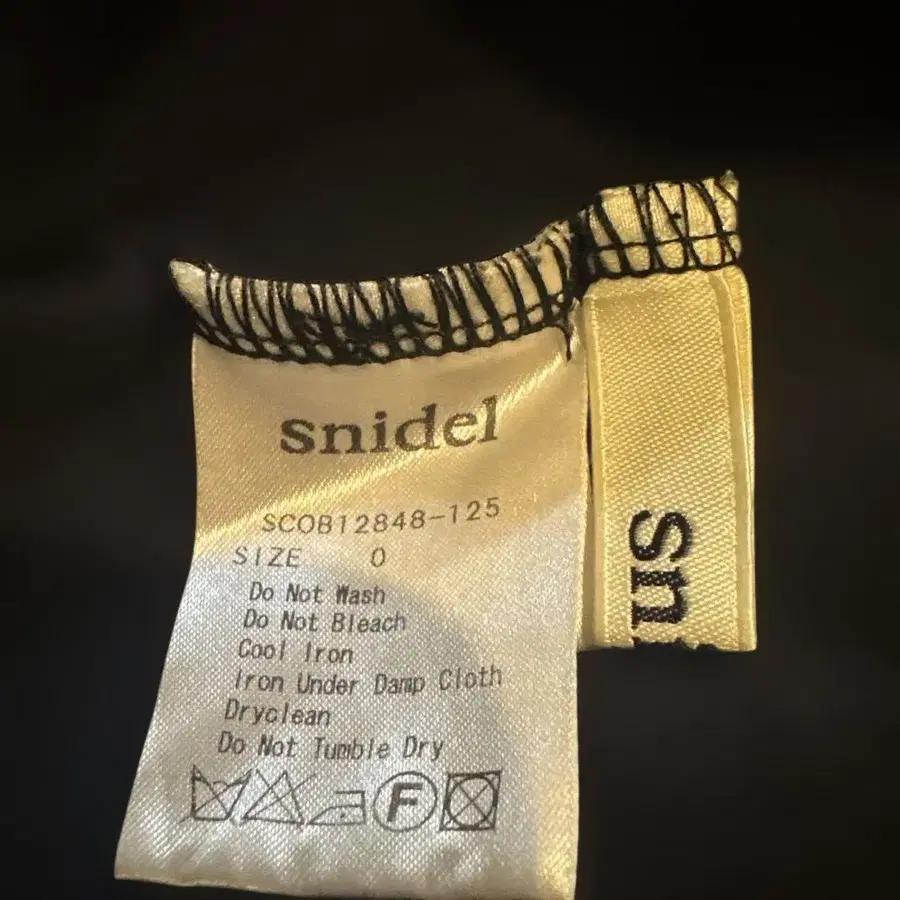 snidel
SCOB12848-125
SIZE 0
Do Not Wash
Do Not Bleach
Cool Iron
Iron Under Damp Cloth
Dryclean
Do Not Tumble Dry
F